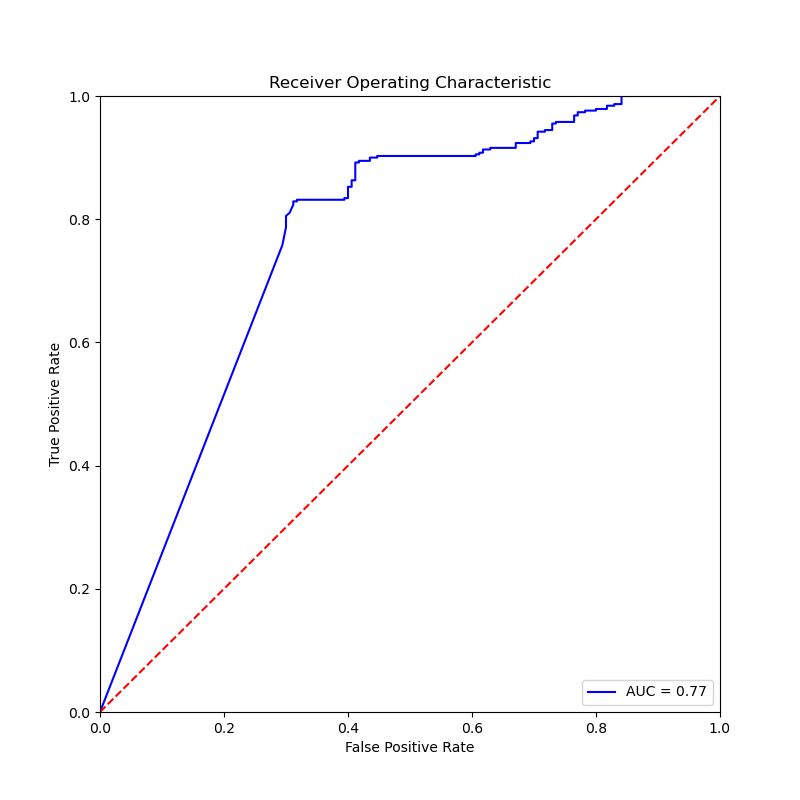 Receiver Operating Characteristic
1.0
0.8
0.6
0.4
0.2
0.0
True Positive Rate
AUC = 0.77
0.0 0.2 0.4 0.6 0.8 1.0
False Positive Rate